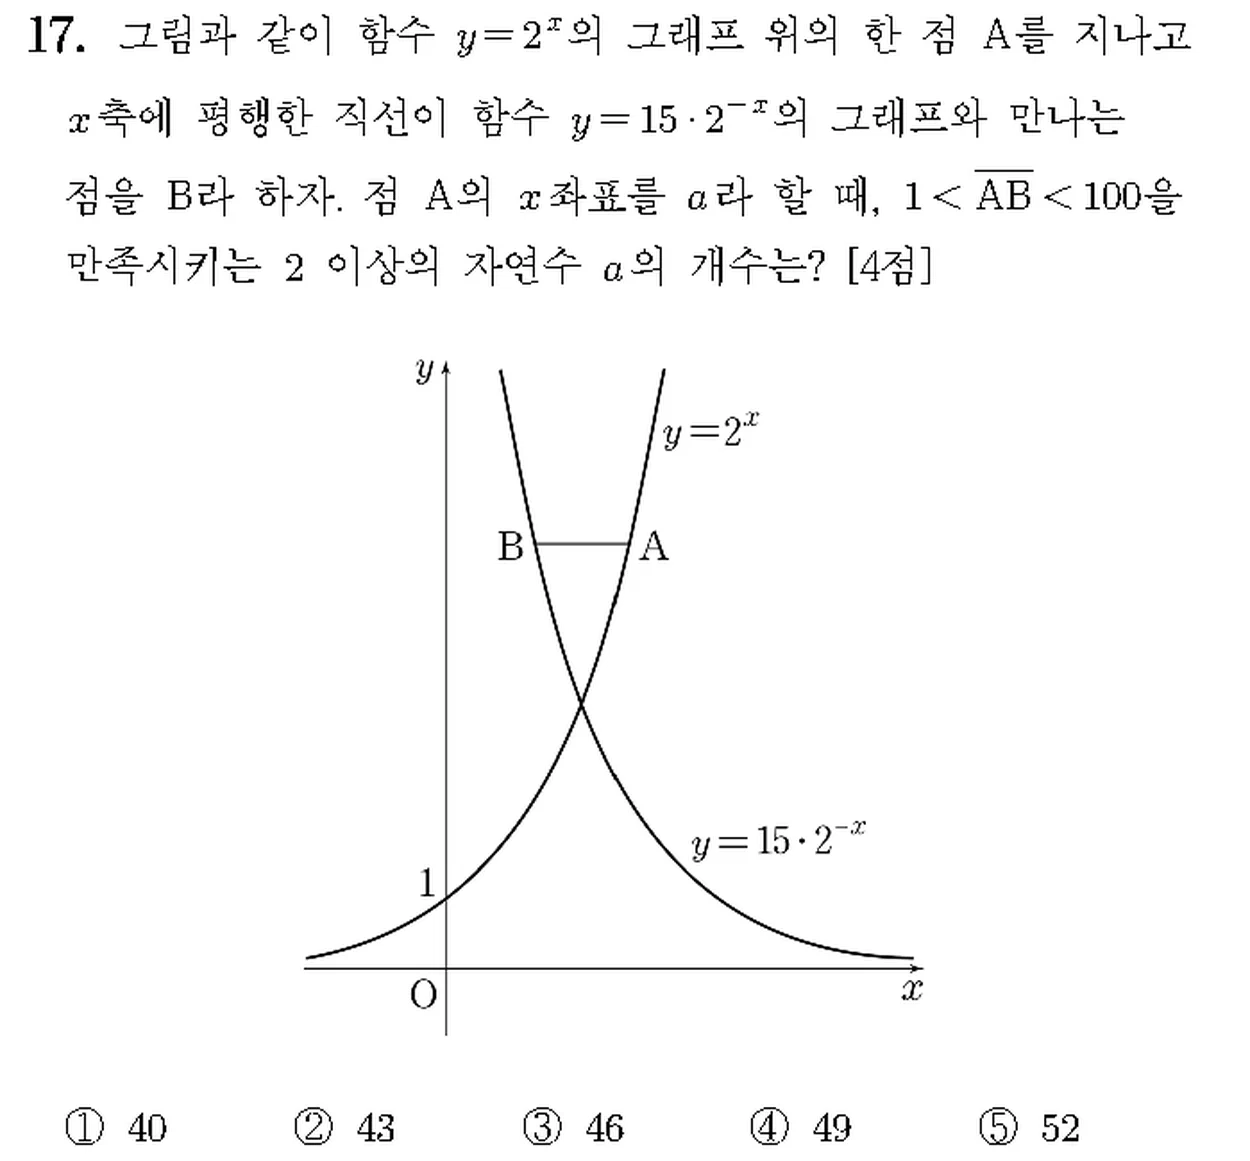 17. 그림과 같이 함수 y=2^x의 그래프 위의 한 점 A를 지나고
x축에 평행한 직선이 함수 y=15·2^{-x}의 그래프와 만나는
점을 B라 하자. 점 A의 x좌표를 a라 할 때, 1< \overline{AB} <100을
만족시키는 2 이상의 자연수 a의 개수는? [4점]
y
y=2^x
B A
y=15·2^{-x}
1
O x
① 40 ② 43 ③ 46 ④ 49 ⑤ 52